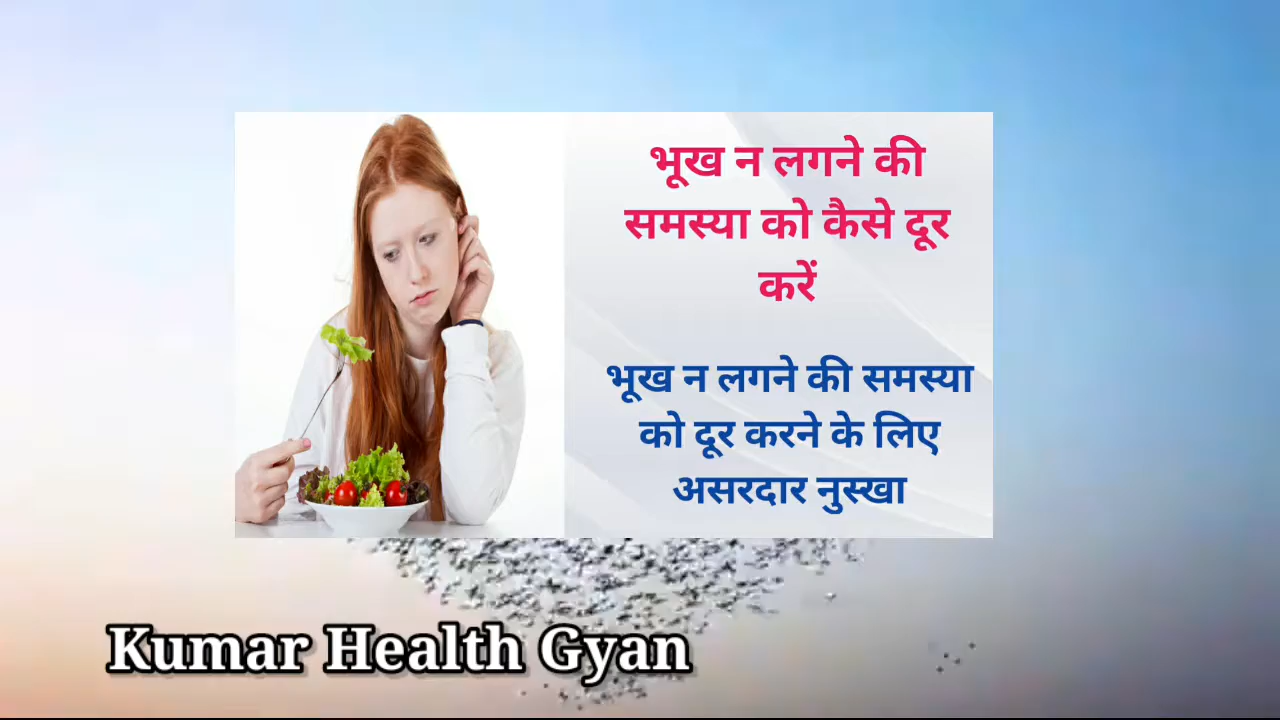 भूख न लगने की
समस्या को कैसे दूर
करें
भूख न लगने की समस्या
को दूर करने के लिए
असरदार नुस्खा
Kumar Health Gyan